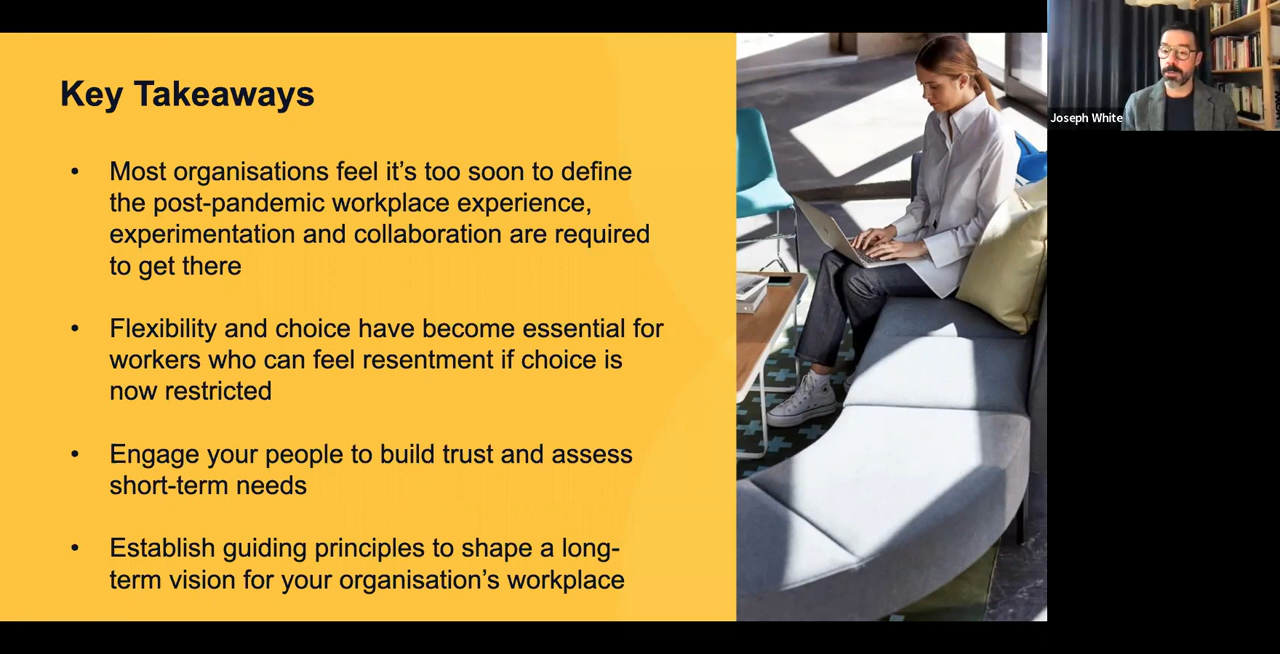 Key Takeaways
• Most organisations feel it’s too soon to define
the post-pandemic workplace experience,
experimentation and collaboration are required
to get there
• Flexibility and choice have become essential for
workers who can feel resentment if choice is
now restricted
• Engage your people to build trust and assess
short-term needs
• Establish guiding principles to shape a long-
term vision for your organisation’s workplace
Joseph White